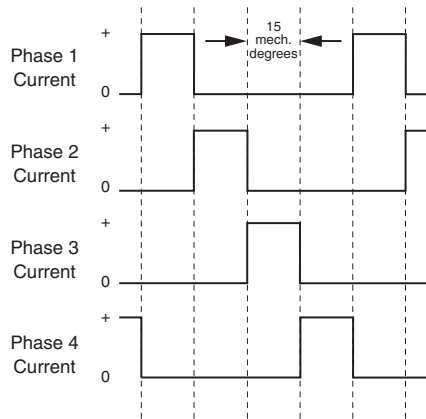 15
mech.
degrees
Phase 1
Current
+
0
Phase 2
Current
+
0
Phase 3
Current
+
0
Phase 4
Current
+
0